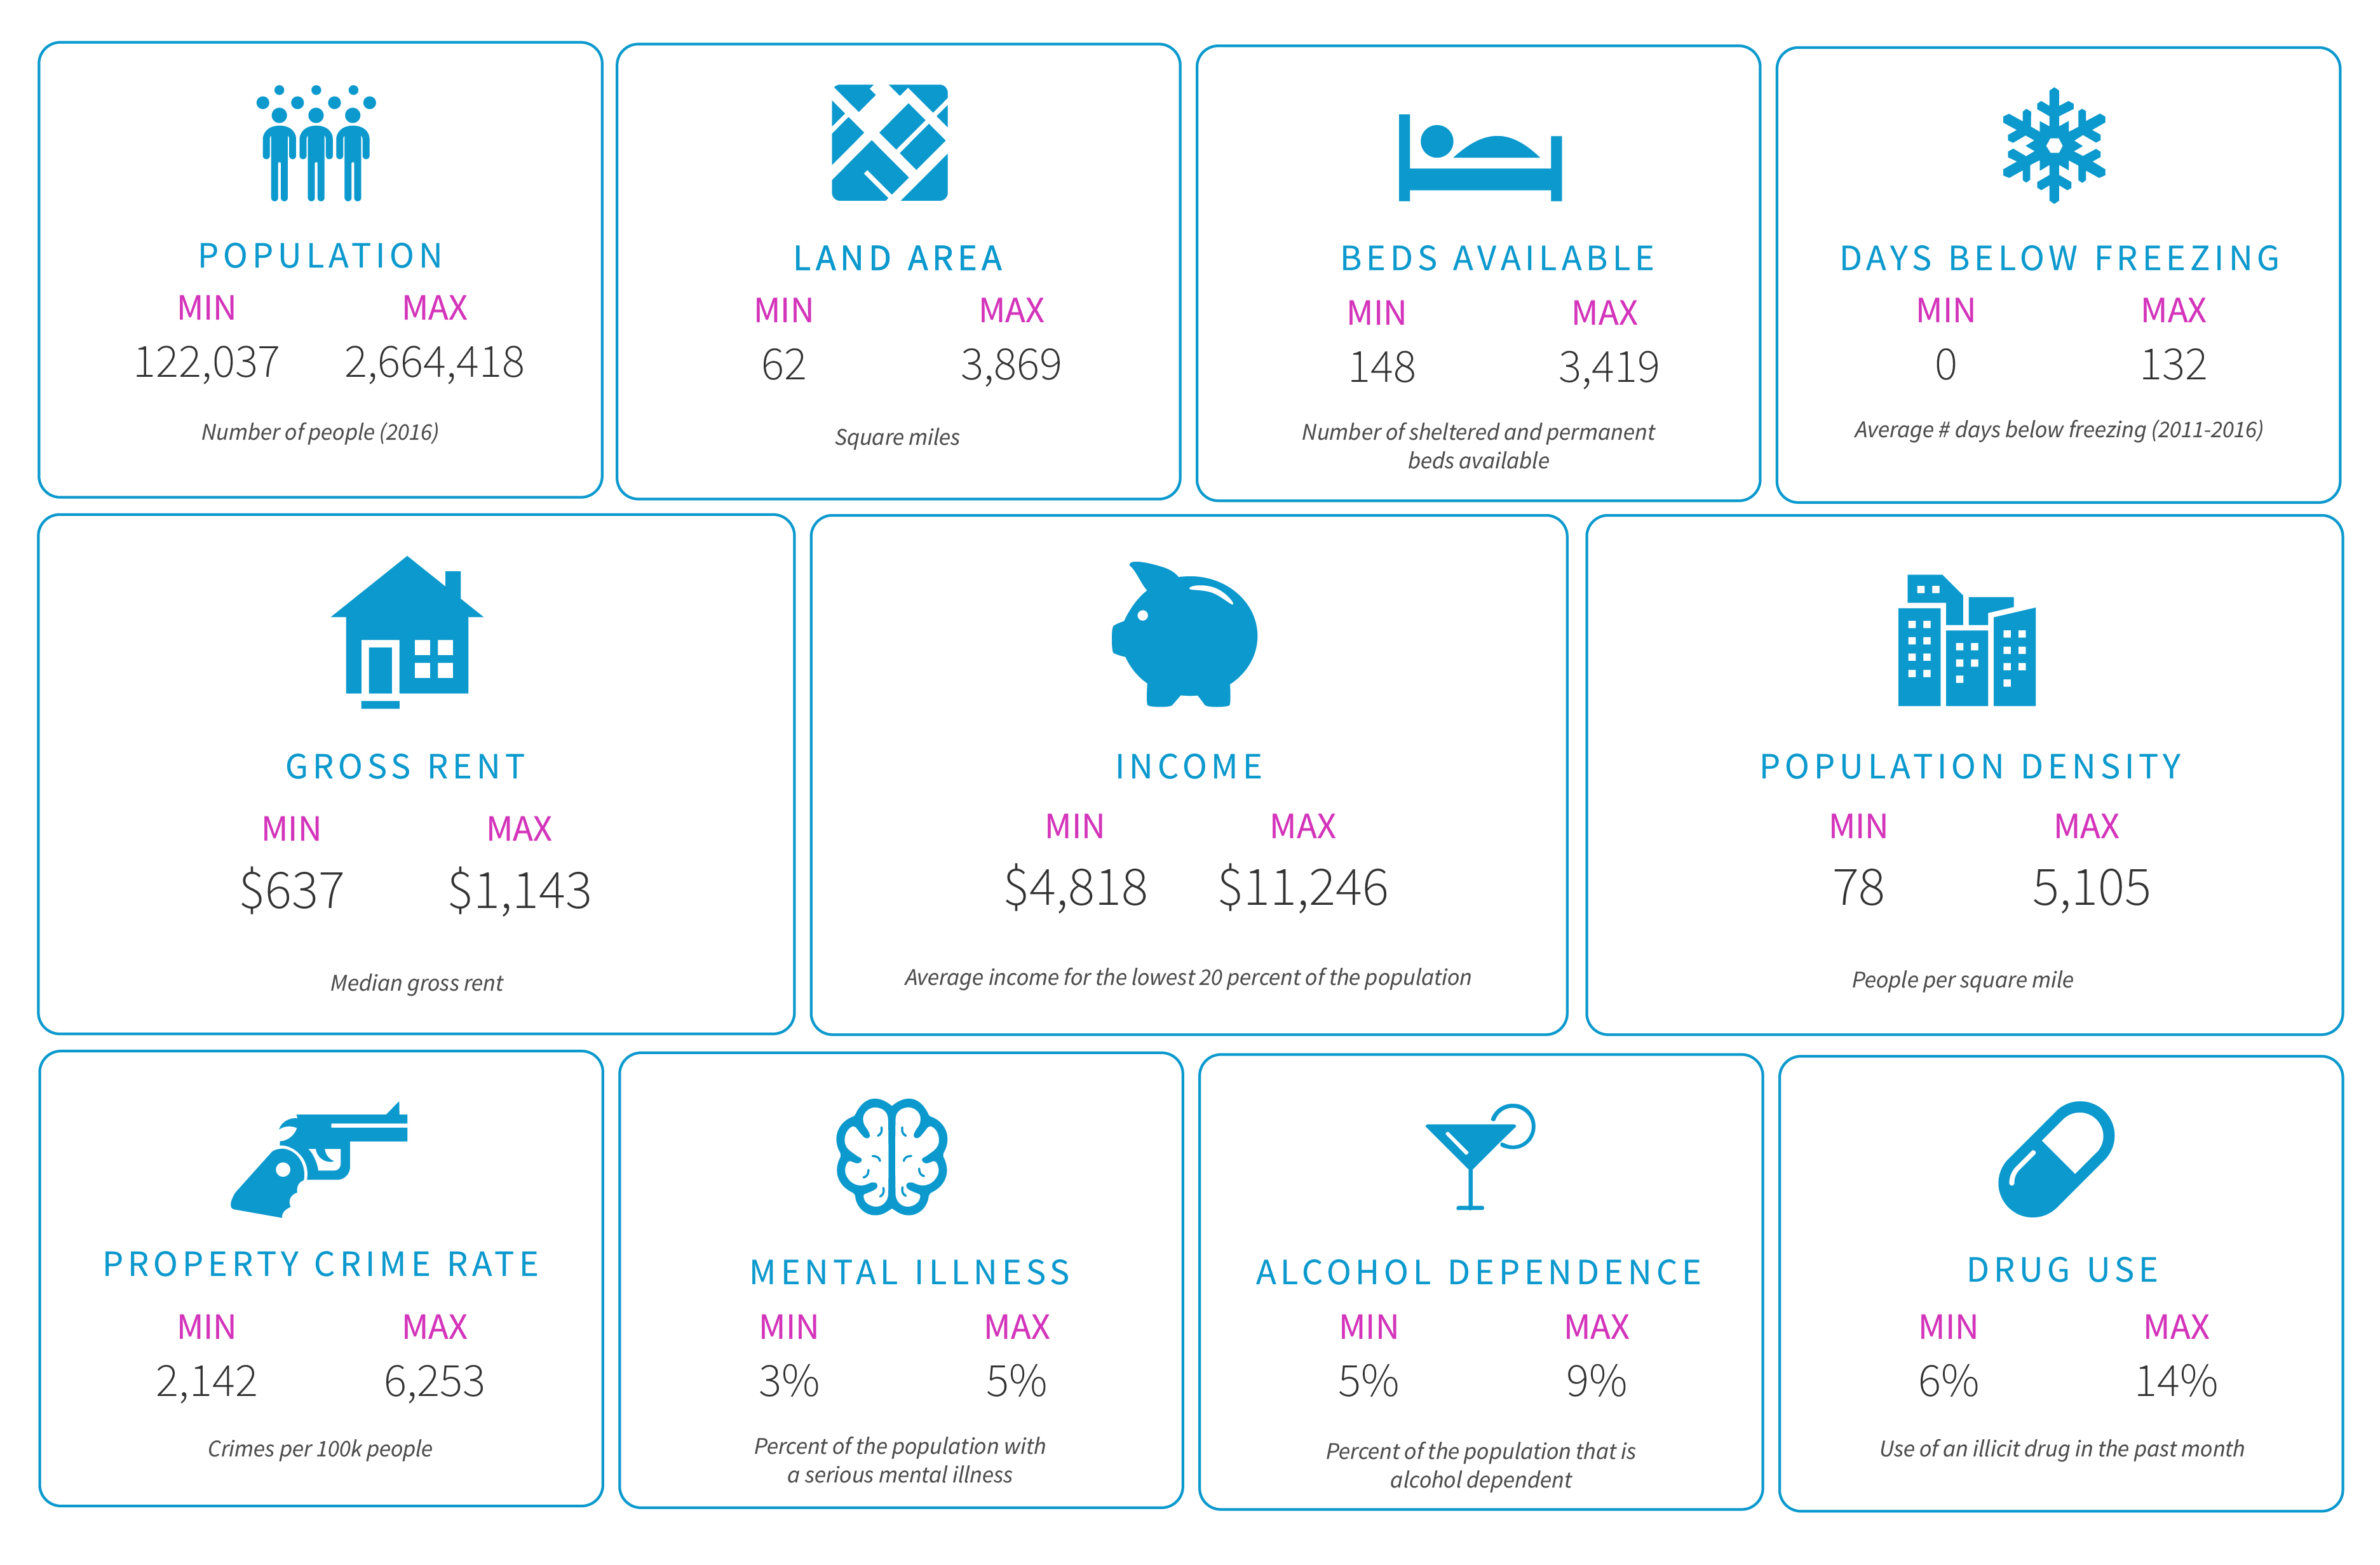 POPULATION
MIN MAX
122,037 2,664,418
Number of people (2016)
LAND AREA
MIN MAX
62 3,869
Square miles
BEDS AVAILABLE
MIN MAX
148 3,419
Number of sheltered and permanent
beds available
DAYS BELOW FREEZING
MIN MAX
0 132
Average # days below freezing (2011-2016)
GROSS RENT
MIN MAX
$637 $1,143
Median gross rent
INCOME
MIN MAX
$4,818 $11,246
Average income for the lowest 20 percent of the population
POPULATION DENSITY
MIN MAX
78 5,105
People per square mile
PROPERTY CRIME RATE
MIN MAX
2,142 6,253
Crimes per 100k people
MENTAL ILLNESS
MIN MAX
3% 5%
Percent of the population with
a serious mental illness
ALCOHOL DEPENDENCE
MIN MAX
5% 9%
Percent of the population that is
alcohol dependent
DRUG USE
MIN MAX
6% 14%
Use of an illicit drug in the past month